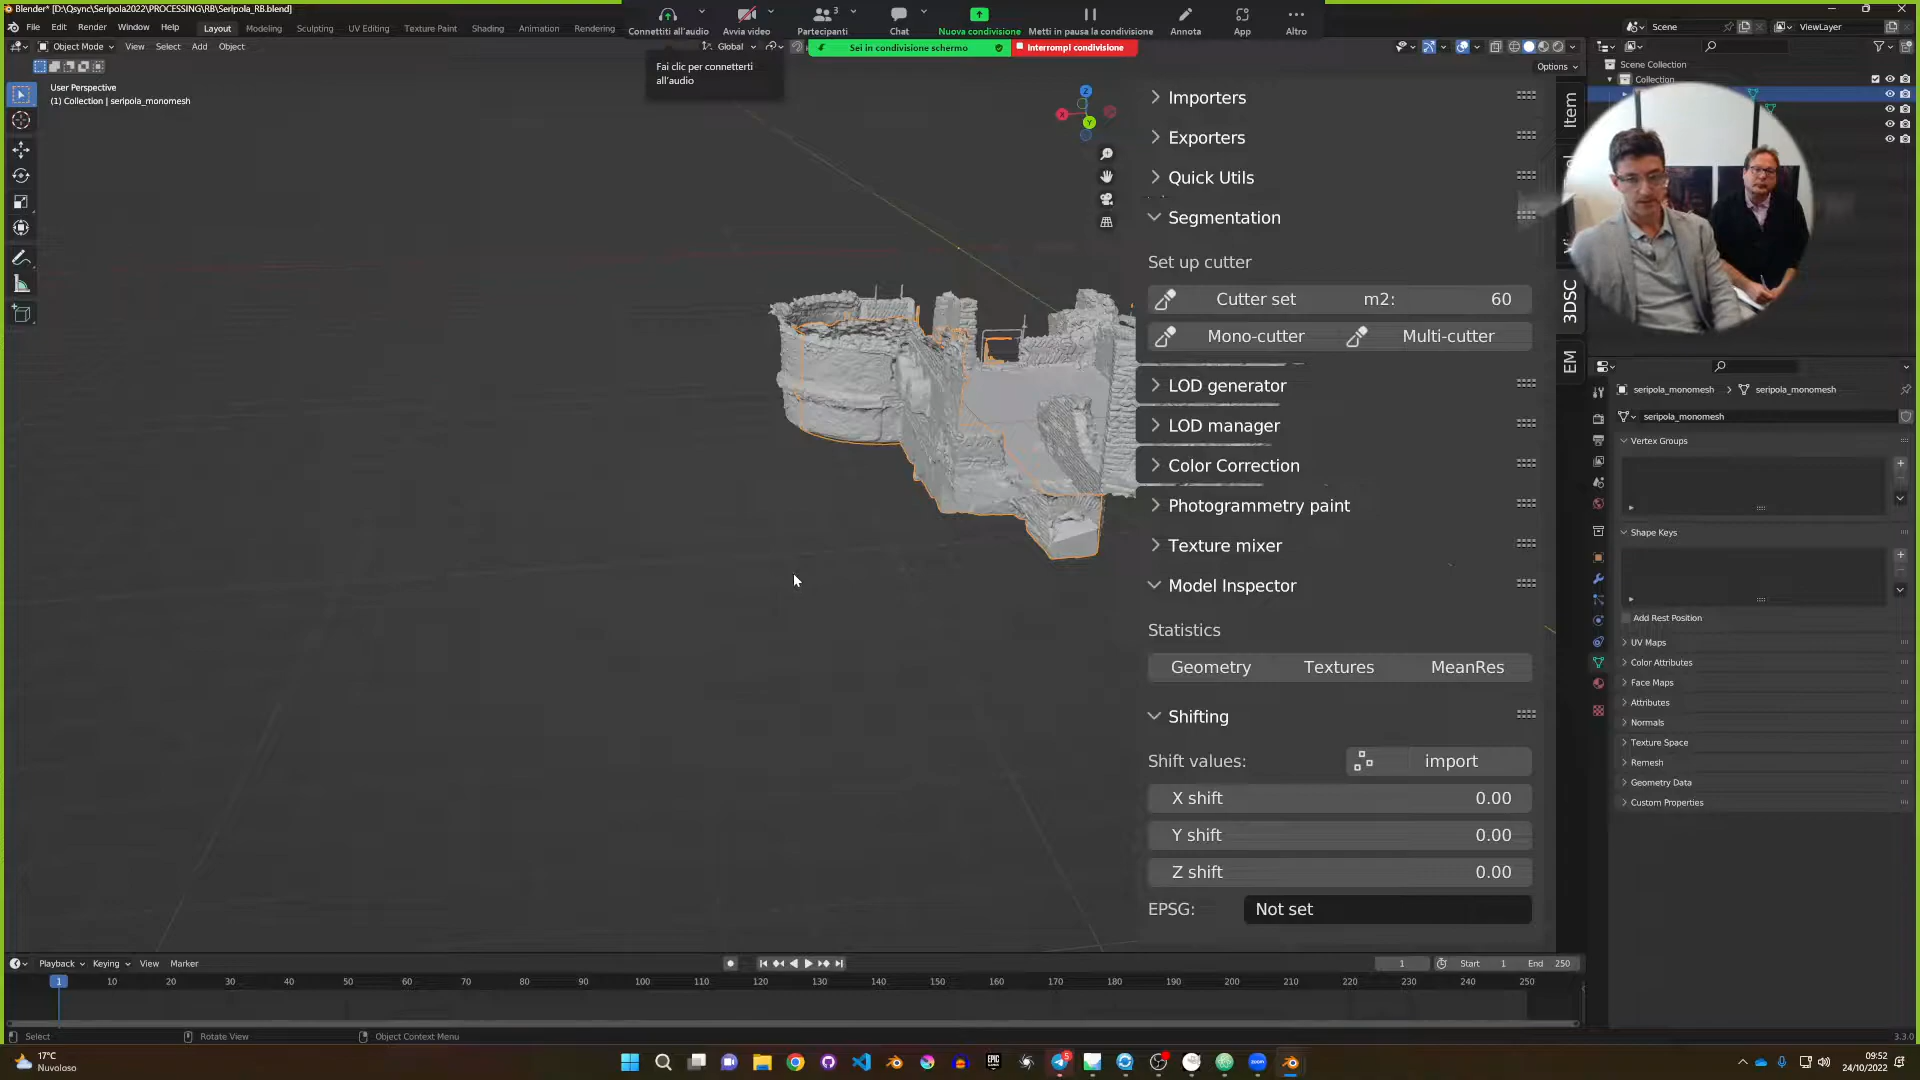 Blender* [D:\Qsync\Seripola2022\PROCESSING\RB\Seripola_RB.blend]
File Edit Render Window Help Layout Modeling Sculpting UV Editing Texture Paint Shading Animation Rendering
Connettiti all'audio Avvia video Partecipanti 3 Chat Nuova condivisione Metti in pausa la condivisione Annota App Altro
Scene ViewLayer
Object Mode View Select Add Object Global
Sei in condivisione schermo Interrompi condivisione
Fai clic per connetterti
all'audio
Options
User Perspective
(1) Collection | seripola_monomesh
Scene Collection
Collection
X
Y
Z
Item
3DSC
EM
Importers
Exporters
Quick Utils
Segmentation
Set up cutter
Cutter set m2: 60
Mono-cutter Multi-cutter
LOD generator
LOD manager
Color Correction
Photogrammetry paint
Texture mixer
Model Inspector
Statistics
Geometry Textures MeanRes
Shifting
Shift values: import
X shift 0.00
Y shift 0.00
Z shift 0.00
EPSG: Not set
seripola_monomesh seripola_monomesh
seripola_monomesh
Vertex Groups
Shape Keys
Add Rest Position
UV Maps
Color Attributes
Face Maps
Attributes
Normals
Texture Space
Remesh
Geometry Data
Custom Properties
Playback Keying View Marker
1 Start 1 End 250
1 10 20 30 40 50 60 70 80 90 100 110 120 130 140 150 160 170 180 190 200 210 220 230 240 250
Select Rotate View Object Context Menu
3.3.0
17°C
Nuvoloso
EPIC
5
zoom
09:52
24/10/2022